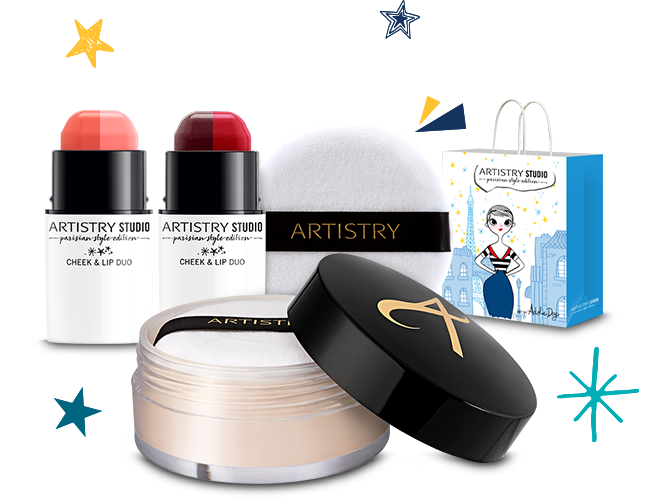 ARTISTRY STUDIO
parisian style edition
CHEEK & LIP DUO
ARTISTRY STUDIO
parisian style edition
CHEEK & LIP DUO
ARTISTRY
ARTISTRY STUDIO
parisian style edition
ARTISTRY STUDIO
ARTISTR